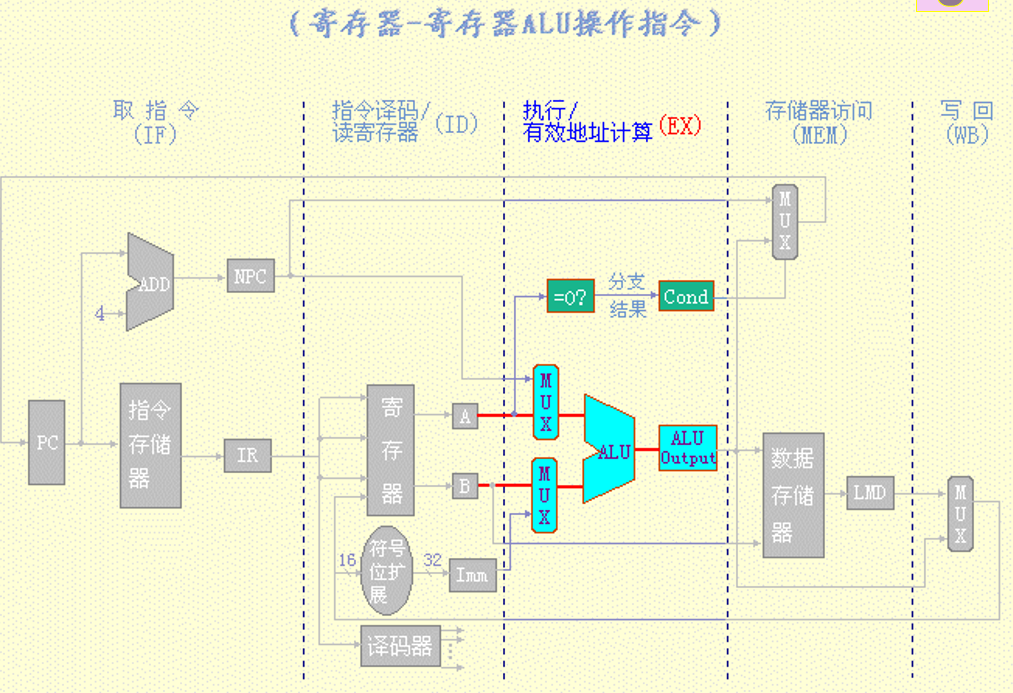 (寄存器-寄存器ALU操作指令)
取 指 令
(IF)
指令译码/
读寄存器
(ID)
执行/
有效地址计算
(EX)
存储器访问
(MEM)
写 回
(WB)
M
U
X
ADD
NPC
4
=0?
分支
结果
Cond
M
U
X
PC
指令
存储
器
IR
寄
存
器
A
B
ALU
ALU
Output
M
U
X
数据
存储
器
LMD
M
U
X
16
符号
位扩
展
32
Imm
译码器